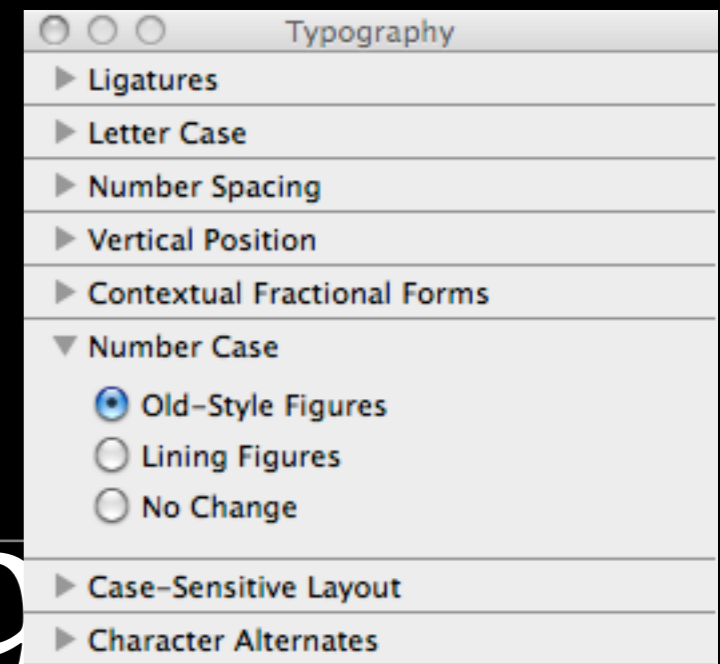 Typography
Ligatures
Letter Case
Number Spacing
Vertical Position
Contextual Fractional Forms
Number Case
Old-Style Figures
Lining Figures
No Change
Case-Sensitive Layout
Character Alternates